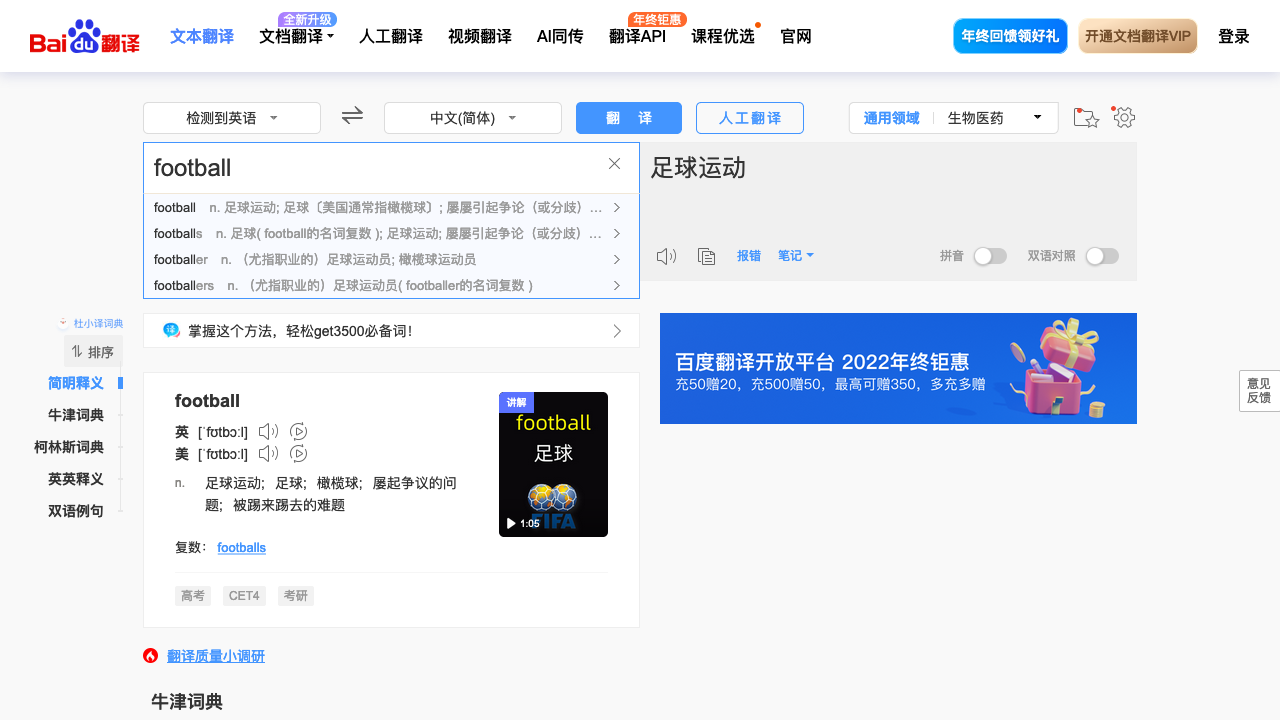 Bai du 翻译
文本翻译
全新升级
文档翻译
人工翻译
视频翻译
AI同传
年终钜惠
翻译API
课程优选
官网
年终回馈领好礼
开通文档翻译VIP
登录
检测到英语
中文(简体)
翻 译
人工翻译
通用领域
生物医药
football
足球运动
football n. 足球运动; 足球〔美国通常指橄榄球〕; 屡屡引起争论（或分歧）...
footballs n. 足球( football的名词复数 ); 足球运动; 屡屡引起争论（或分歧）...
footballer n. （尤指职业的）足球运动员; 橄榄球运动员
footballers n. （尤指职业的）足球运动员( footballer的名词复数 )
报错
笔记
拼音
双语对照
杜小译词典
排序
简明释义
牛津词典
柯林斯词典
英英释义
双语例句
译
掌握这个方法，轻松get3500必备词！
百度翻译开放平台 2022年终钜惠
充50赠20，充500赠50，最高可赠350，多充多赠
意见
反馈
football
英 [ˈfʊtbɔːl]
美 [ˈfʊtbɔːl]
n. 足球运动；足球；橄榄球；屡起争议的问
题；被踢来踢去的难题
复数： footballs
讲解
football
足球
FIFA
1:05
高考
CET4
考研
翻译质量小调研
牛津词典